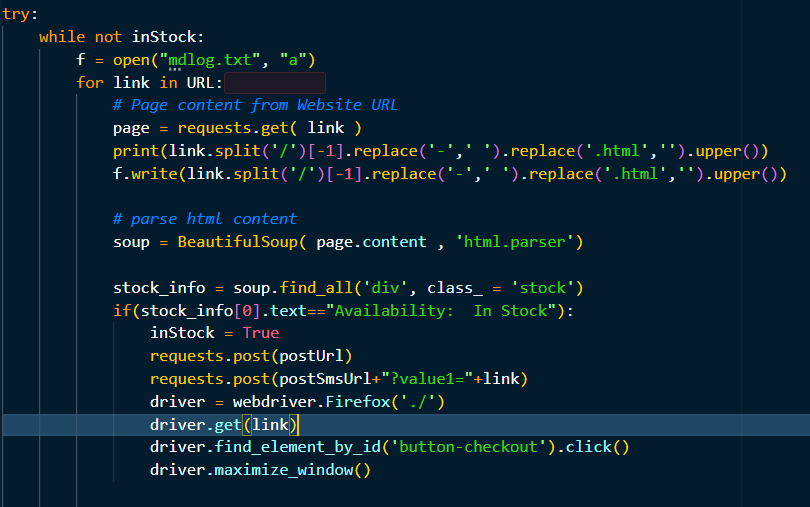 try:
    while not inStock:
        f = open("mdlog.txt", "a")
        for link in URL:
            # Page content from Website URL
            page = requests.get( link )
            print(link.split('/')[-1].replace('-',' ').replace('.html','').upper())
            f.write(link.split('/')[-1].replace('-',' ').replace('.html','').upper())
            # parse html content
            soup = BeautifulSoup( page.content , 'html.parser')
            stock_info = soup.find_all('div', class_ = 'stock')
            if(stock_info[0].text=="Availability:  In Stock"):
                inStock = True
                requests.post(postUrl)
                requests.post(postSmsUrl+"?value1="+link)
                driver = webdriver.Firefox('./')
                driver.get(link)
                driver.find_element_by_id('button-checkout').click()
                driver.maximize_window()